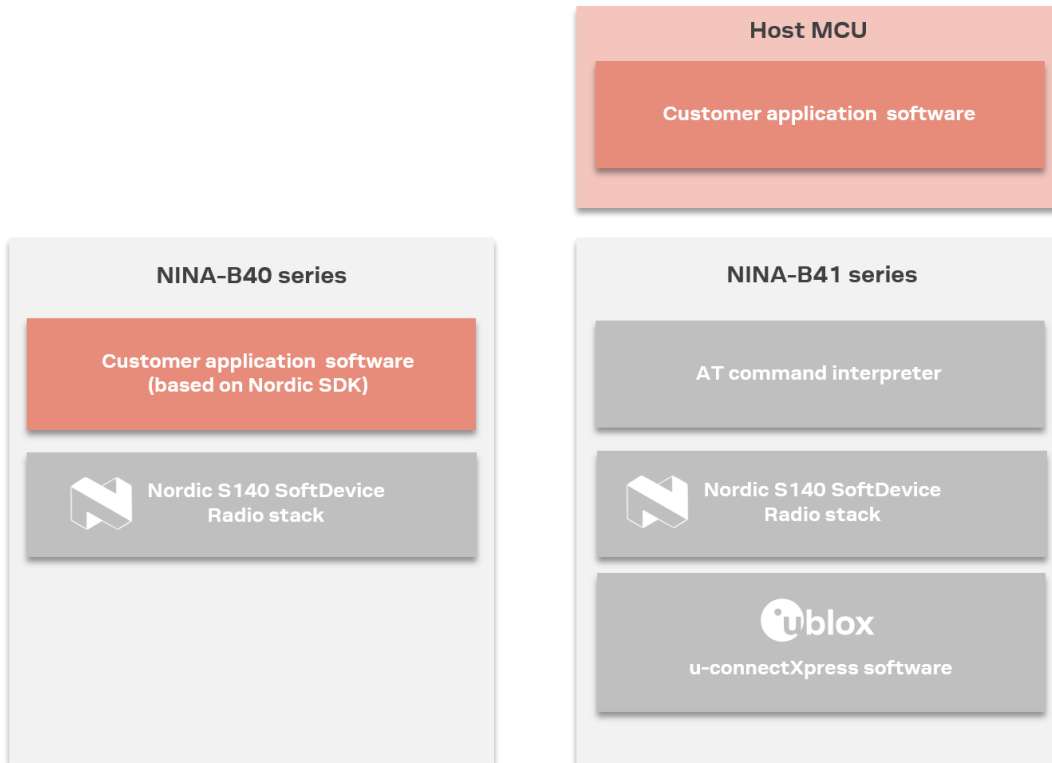 Host MCU
Customer application  software
NINA-B40 series
Customer application  software
(based on Nordic SDK)
Nordic S140 SoftDevice
Radio stack
NINA-B41 series
AT command interpreter
Nordic S140 SoftDevice
Radio stack
ublox
u-connectXpress software